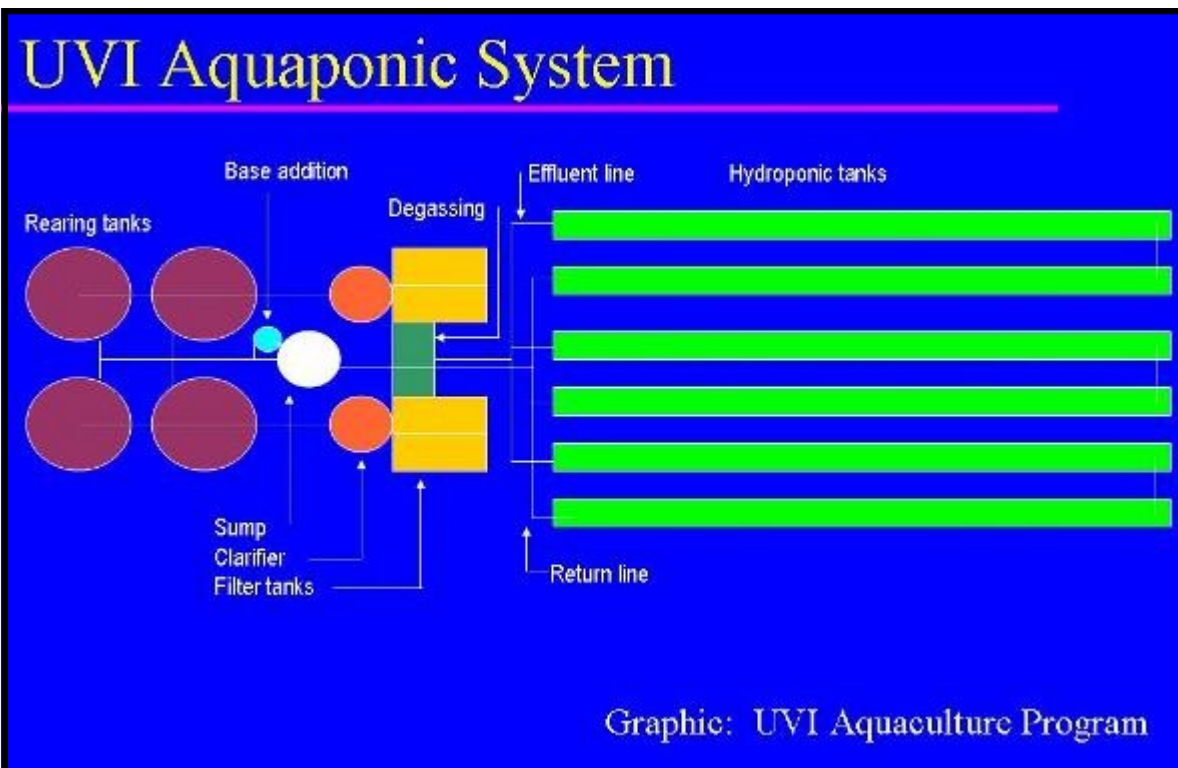 UVI Aquaponic System
Base addition
Effluent line
Hydroponic tanks
Degassing
Rearing tanks
Sump
Clarifier
Filter tanks
Return line
Graphic: UVI Aquaculture Program